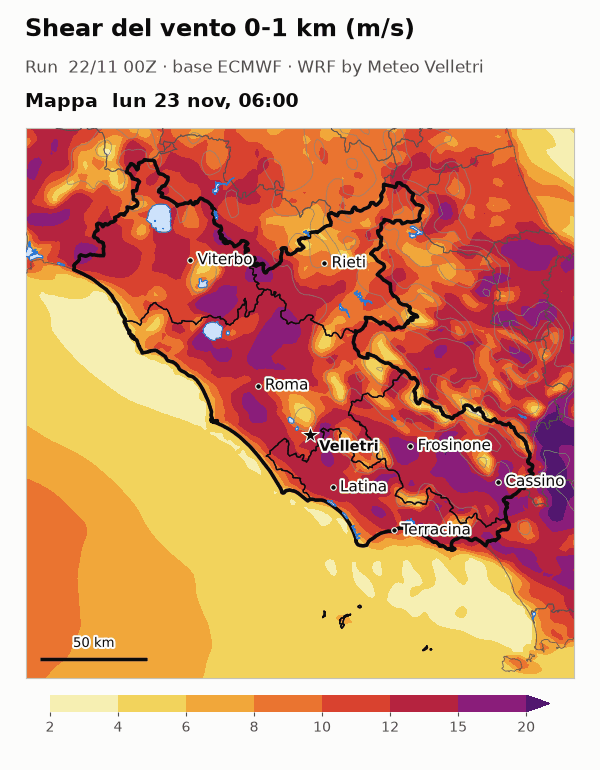 Shear del vento 0-1 km (m/s)
Run  22/11 00Z · base ECMWF · WRF by Meteo Velletri
Mappa  lun 23 nov, 06:00
Viterbo
Rieti
Roma
Velletri
Frosinone
Latina
Cassino
Terracina
50 km
2 4 6 8 10 12 15 20